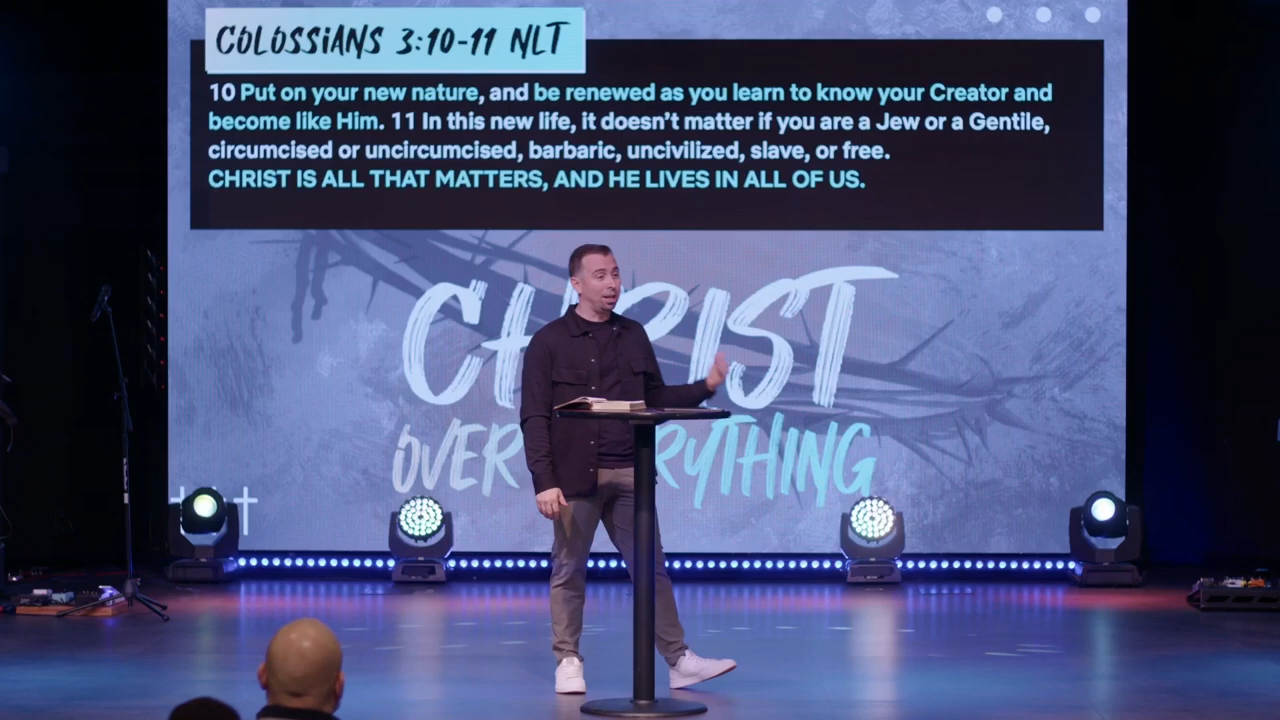 COLOSSIANS 3:10-11 NLT
10 Put on your new nature, and be renewed as you learn to know your Creator and
become like Him. 11 In this new life, it doesn't matter if you are a Jew or a Gentile,
circumcised or uncircumcised, barbaric, uncivilized, slave, or free.
CHRIST IS ALL THAT MATTERS, AND HE LIVES IN ALL OF US.
CHRIST
OVER EVERYTHING